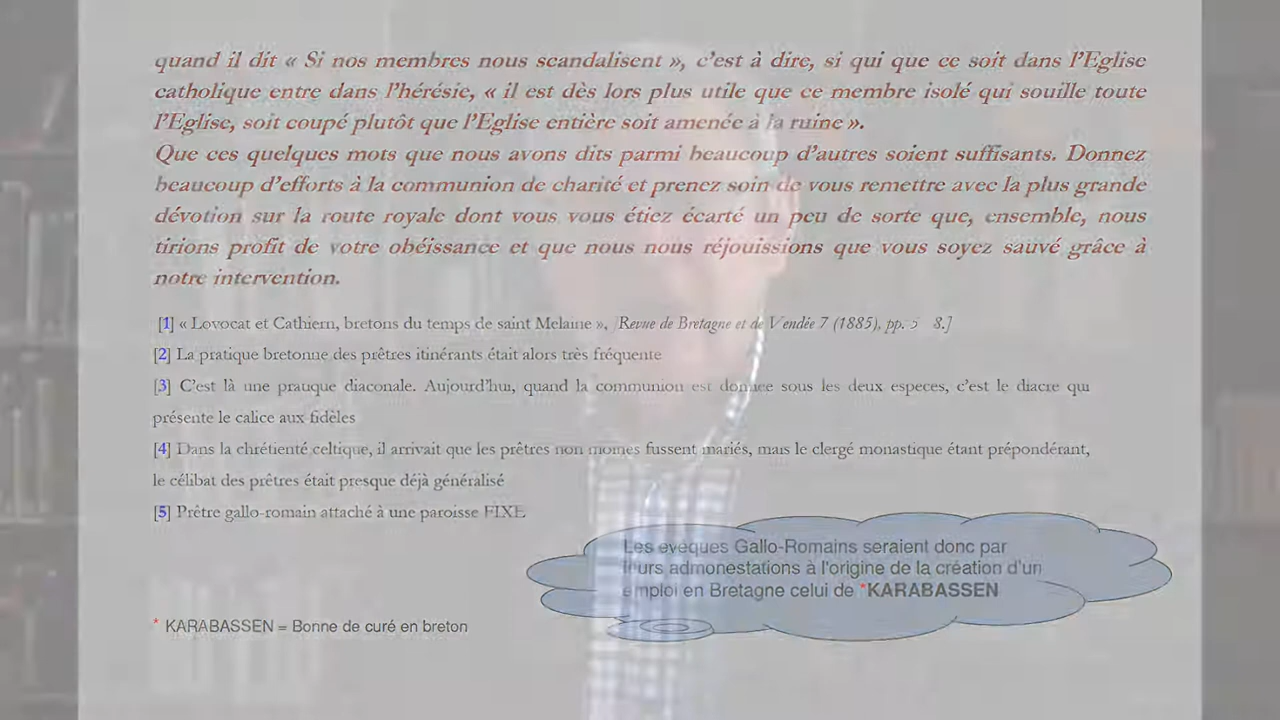 quand il dit « Si nos membres nous scandalisent », c'est à dire, si qui que ce soit dans l'Eglise
catholique entre dans l'hérésie, « il est dès lors plus utile que ce membre isolé qui souille toute
l'Eglise, soit coupé plutôt que l'Eglise entière soit amenée à la ruine ».
Que ces quelques mots que nous avons dits parmi beaucoup d'autres soient suffisants. Donnez
beaucoup d'efforts à la communion de charité et prenez soin de vous remettre avec la plus grande
dévotion sur la route royale dont vous vous étiez écarté un peu de sorte que, ensemble, nous
tirions profit de votre obéissance et que nous nous réjouissions que vous soyez sauvé grâce à
notre intervention.
[1] « Lovocat et Cathiern, bretons du temps de saint Melaine », [Revue de Bretagne et de Vendée 7 (1885), pp. 5 8.]
[2] La pratique bretonne des prêtres itinérants était alors très fréquente
[3] C'est là une pratique diaconale. Aujourd'hui, quand la communion est donnée sous les deux especes, c'est le diacre qui
présente le calice aux fidèles
[4] Dans la chrétienté celtique, il arrivait que les prêtres non moines fussent mariés, mais le clergé monastique étant prépondérant,
le célibat des prêtres était presque déjà généralisé
[5] Prêtre gallo-romain attaché à une paroisse FIXE
Les eveques Gallo-Romains seraient donc par
leurs admonestations à l'origine de la création d'un
emploi en Bretagne celui de *KARABASSEN
* KARABASSEN = Bonne de curé en breton